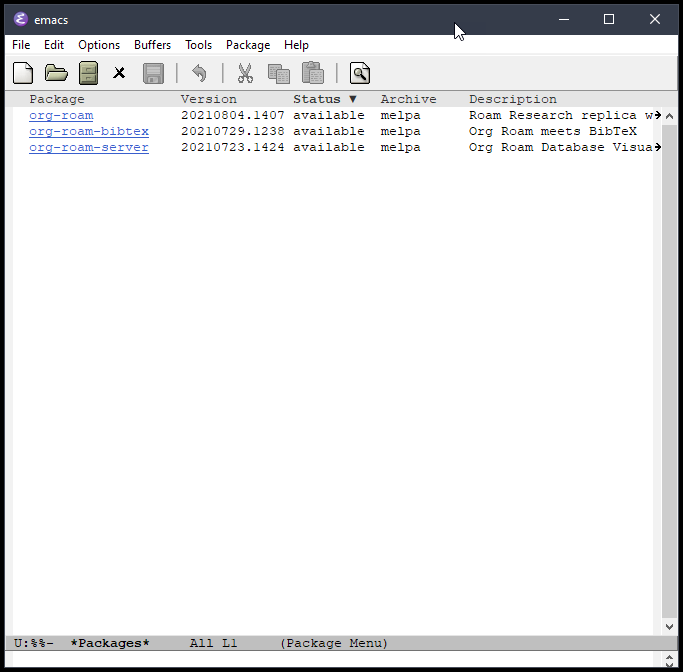 emacs
File Edit Options Buffers Tools Package Help
Package Version Status ▼ Archive Description
org-roam 20210804.1407 available melpa Roam Research replica w→
org-roam-bibtex 20210729.1238 available melpa Org Roam meets BibTeX
org-roam-server 20210723.1424 available melpa Org Roam Database Visua→
U:%%- *Packages* All L1 (Package Menu)